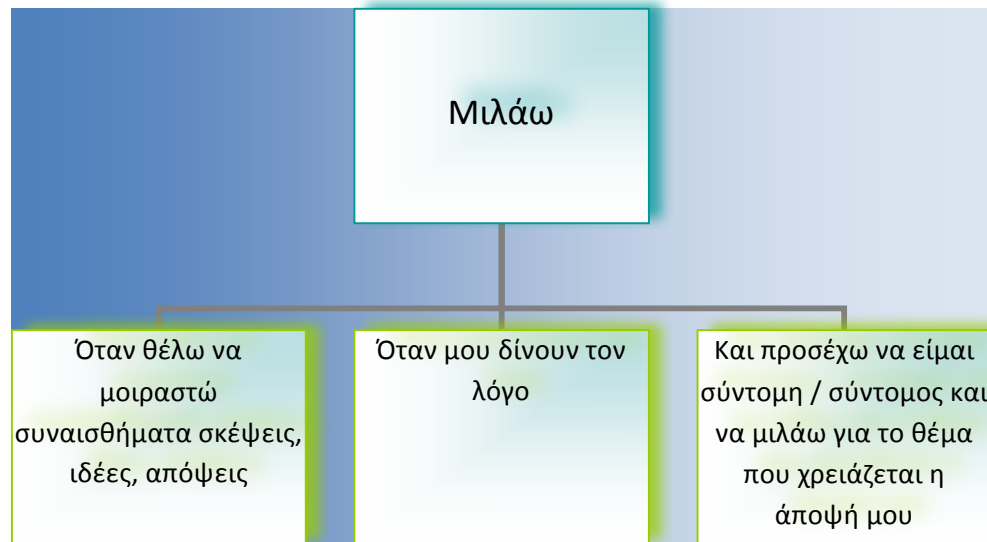 Μιλάω
Όταν θέλω να
μοιραστώ
συναισθήματα σκέψεις,
ιδέες, απόψεις
Όταν μου δίνουν τον
λόγο
Και προσέχω να είμαι
σύντομη / σύντομος και
να μιλάω για το θέμα
που χρειάζεται η
άποψή μου